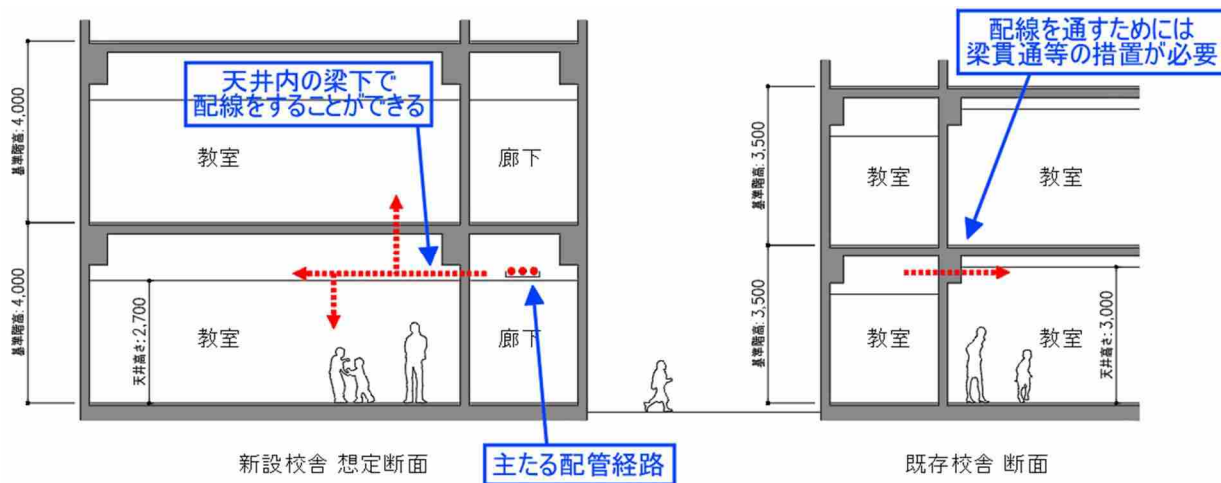 天井内の梁下で
配線をすることができる
配線を通すためには
梁貫通等の措置が必要
基準階高: 4,000
教室
廊下
基準階高: 3,500
教室
教室
基準階高: 4,000
天井高さ: 2,700
教室
廊下
基準階高: 3,500
教室
教室
天井高さ: 3,000
新設校舎 想定断面
主たる配管経路
既存校舎 断面